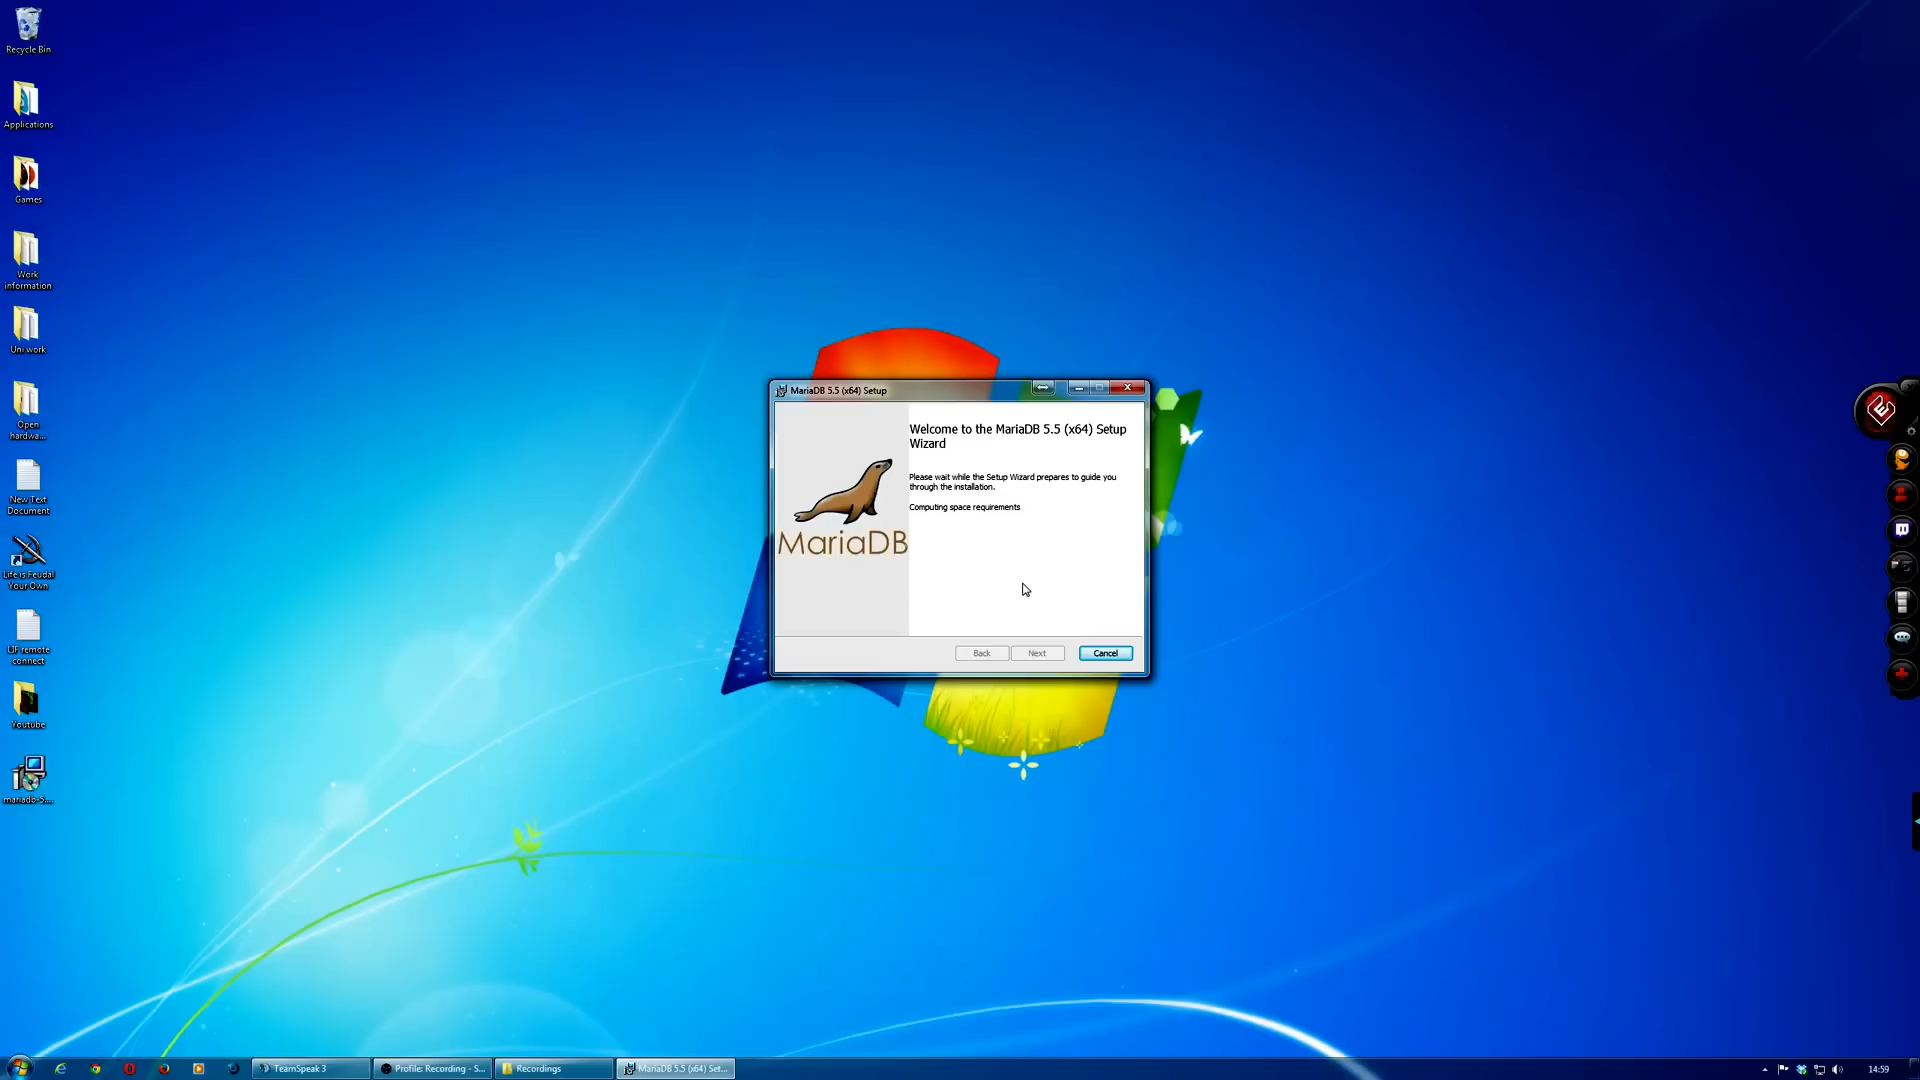 Recycle Bin
Applications
Games
Work
information
Uni work
Open
hardwa...
New Text
Document
Life is Feudal
Your Own
LIF remote
connect
Youtube
mariadb-5....
MariaDB 5.5 (x64) Setup
Welcome to the MariaDB 5.5 (x64) Setup
Wizard
Please wait while the Setup Wizard prepares to guide you
through the installation.
Computing space requirements
MariaDB
Back
Next
Cancel
TeamSpeak 3
Profile: Recording - S...
Recordings
MariaDB 5.5 (x64) Set...
14:59